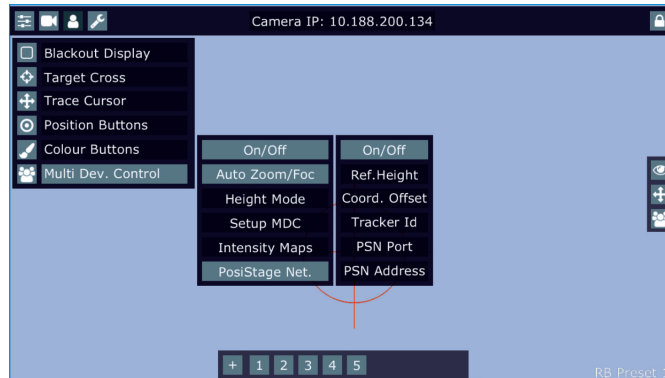 Camera IP: 10.188.200.134
Blackout Display
Target Cross
Trace Cursor
Position Buttons
Colour Buttons
Multi Dev. Control
On/Off
Auto Zoom/Foc
Height Mode
Setup MDC
Intensity Maps
PosiStage Net.
On/Off
Ref.Height
Coord. Offset
Tracker Id
PSN Port
PSN Address
+ 1 2 3 4 5
RB Preset